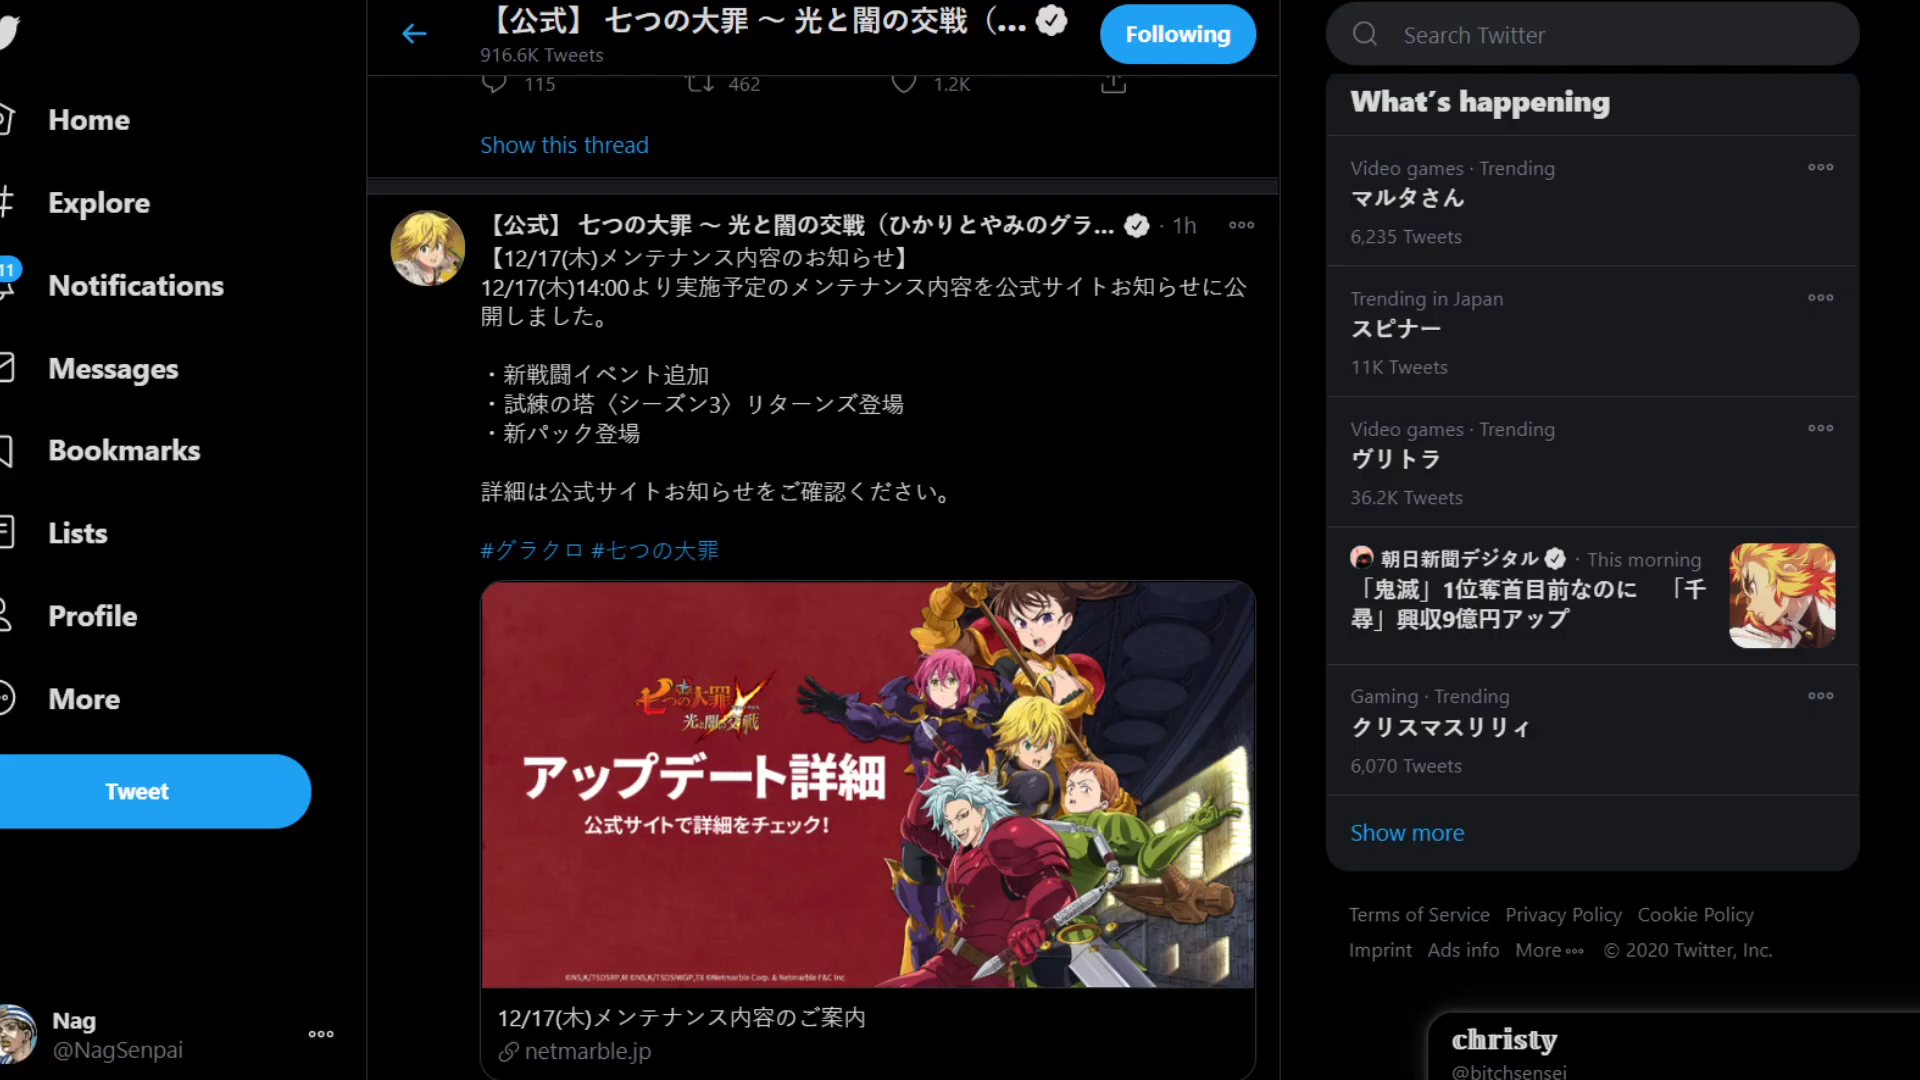 Home
Explore
11
Notifications
Messages
Bookmarks
Lists
Profile
More
Tweet
Nag
@NagSenpai
【公式】 七つの大罪 〜 光と闇の交戦（...
916.6K Tweets
Following
115
462
1.2K
Show this thread
【公式】 七つの大罪 〜 光と闇の交戦（ひかりとやみのグラ... · 1h
【12/17(木)メンテナンス内容のお知らせ】
12/17(木)14:00より実施予定のメンテナンス内容を公式サイトお知らせに公
開しました。
・新戦闘イベント追加
・試練の塔〈シーズン3〉リターンズ登場
・新パック登場
詳細は公式サイトお知らせをご確認ください。
#グラクロ #七つの大罪
七つの大罪
光と闇の交戦
アップデート詳細
公式サイトで詳細をチェック!
12/17(木)メンテナンス内容のご案内
netmarble.jp
Search Twitter
What's happening
Video games · Trending
マルタさん
6,235 Tweets
Trending in Japan
スピナー
11K Tweets
Video games · Trending
ヴリトラ
36.2K Tweets
朝日新聞デジタル · This morning
「鬼滅」1位奪首目前なのに　「千
尋」興収9億円アップ
Gaming · Trending
クリスマスリリィ
6,070 Tweets
Show more
Terms of Service Privacy Policy Cookie Policy
Imprint Ads info More © 2020 Twitter, Inc.
christy
@bitchsensei